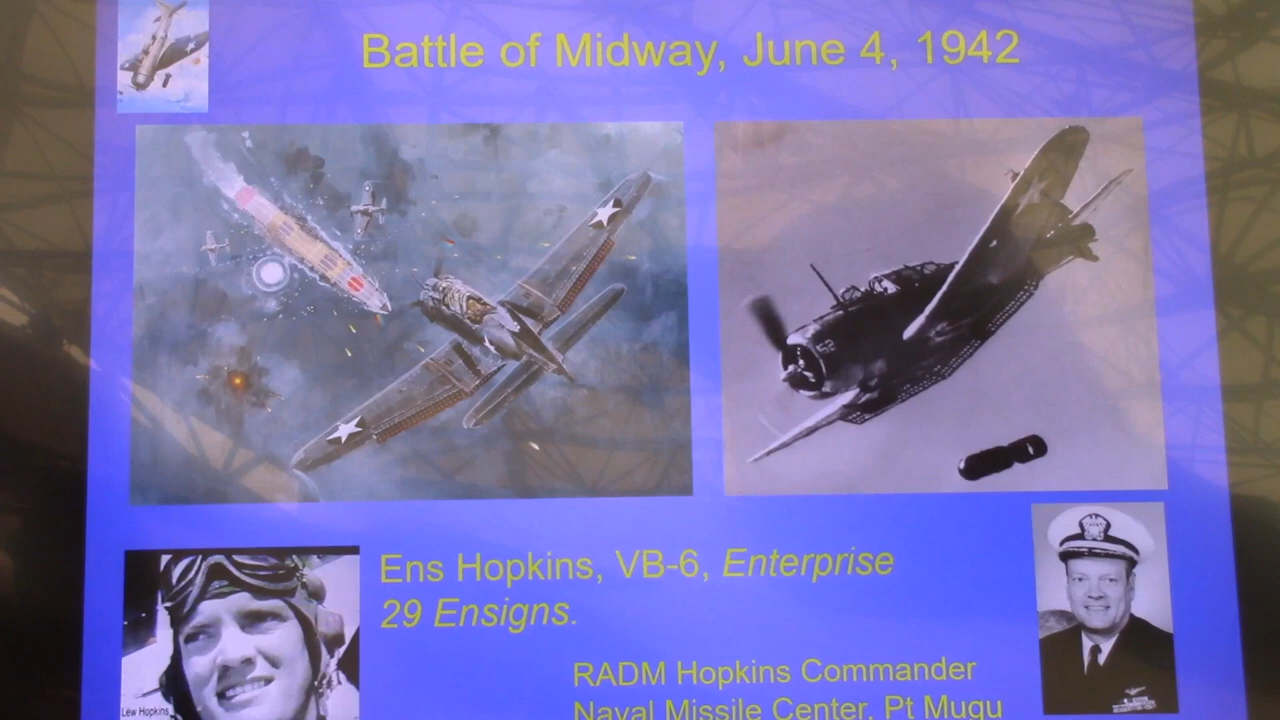 Battle of Midway, June 4, 1942
52
Ens Hopkins, VB-6, Enterprise
29 Ensigns.
Lew Hopkins
RADM Hopkins Commander
Naval Missile Center, Pt Mugu